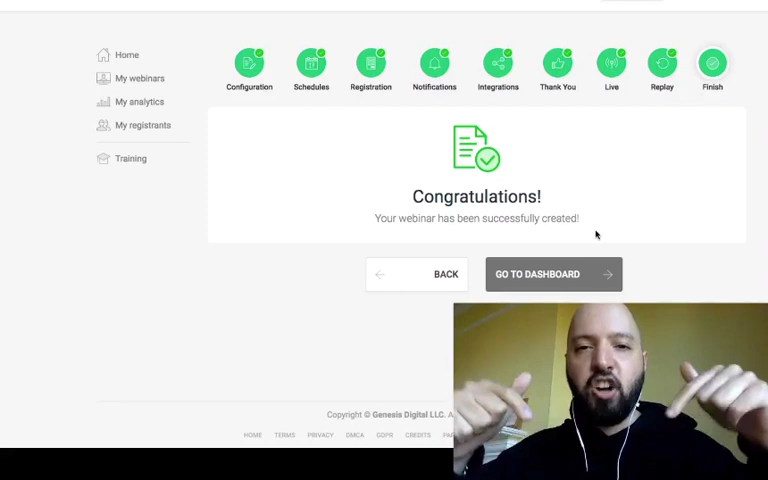 Home
My webinars
My analytics
My registrants
Training
Configuration
Schedules
Registration
Notifications
Integrations
Thank You
Live
Replay
Finish
Congratulations!
Your webinar has been successfully created!
BACK
GO TO DASHBOARD
Copyright © Genesis Digital LLC.
HOME TERMS PRIVACY DMCA GDPR CREDITS